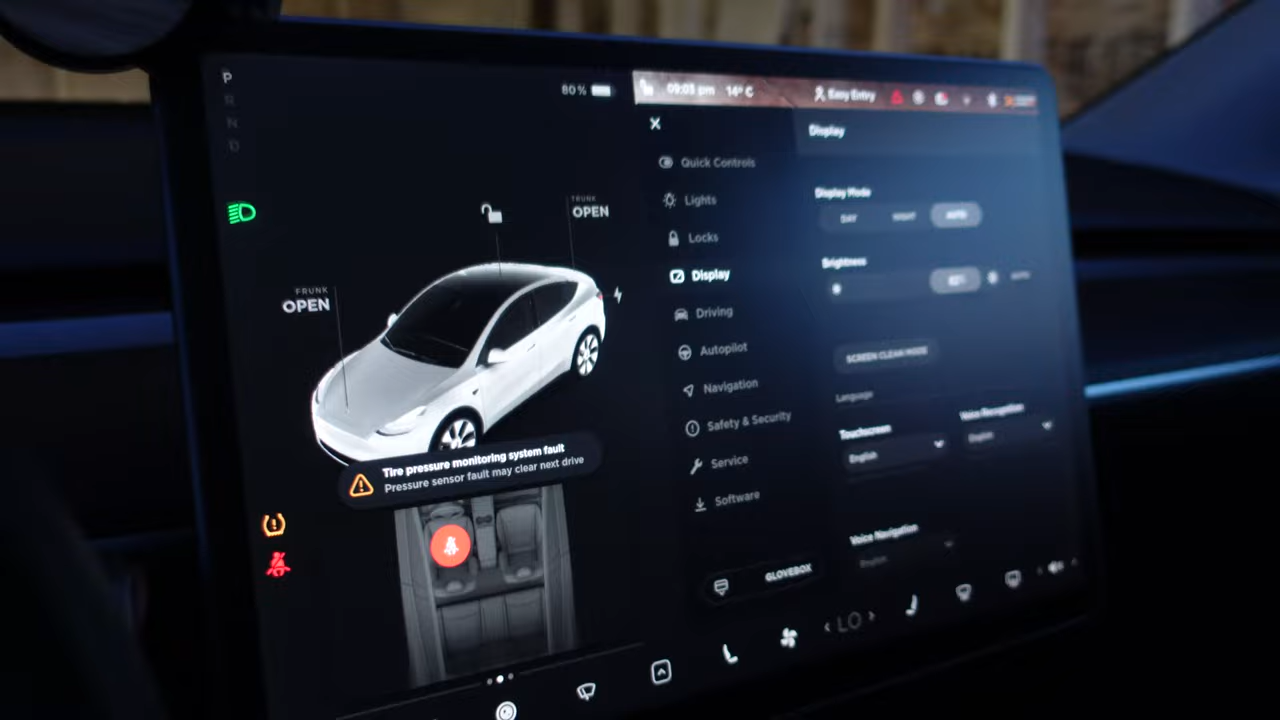 P
R
N
D
80 %
TRUNK
OPEN
FRUNK
OPEN
Tire pressure monitoring system fault
Pressure sensor fault may clear next drive
09:03 pm 14° C Easy Entry
Quick Controls
Lights
Locks
Display
Driving
Autopilot
Navigation
Safety & Security
Service
Software
GLOVEBOX
Display
Display Mode
DAY NIGHT AUTO
Brightness
AUTO
SCREEN CLEAN MODE
Language
Touchscreen
English
Voice Recognition
English
Voice Navigation
English
LO